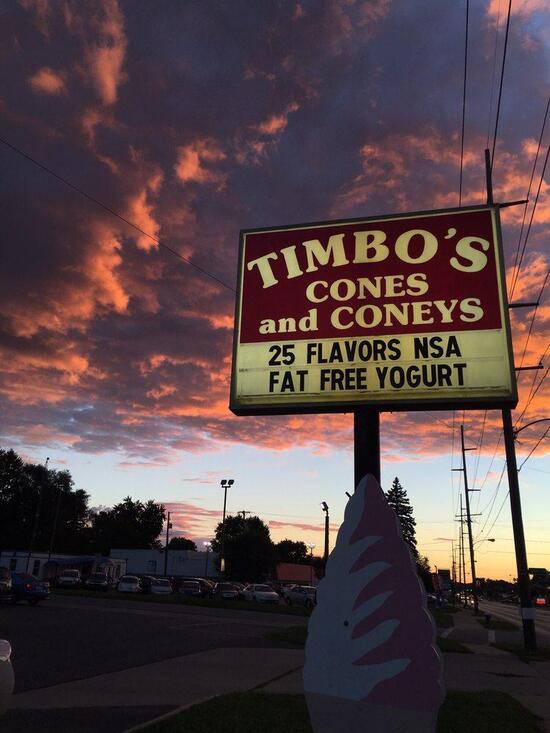 TIMBO'S
CONES
and CONEYS
25 FLAVORS NSA
FAT FREE YOGURT